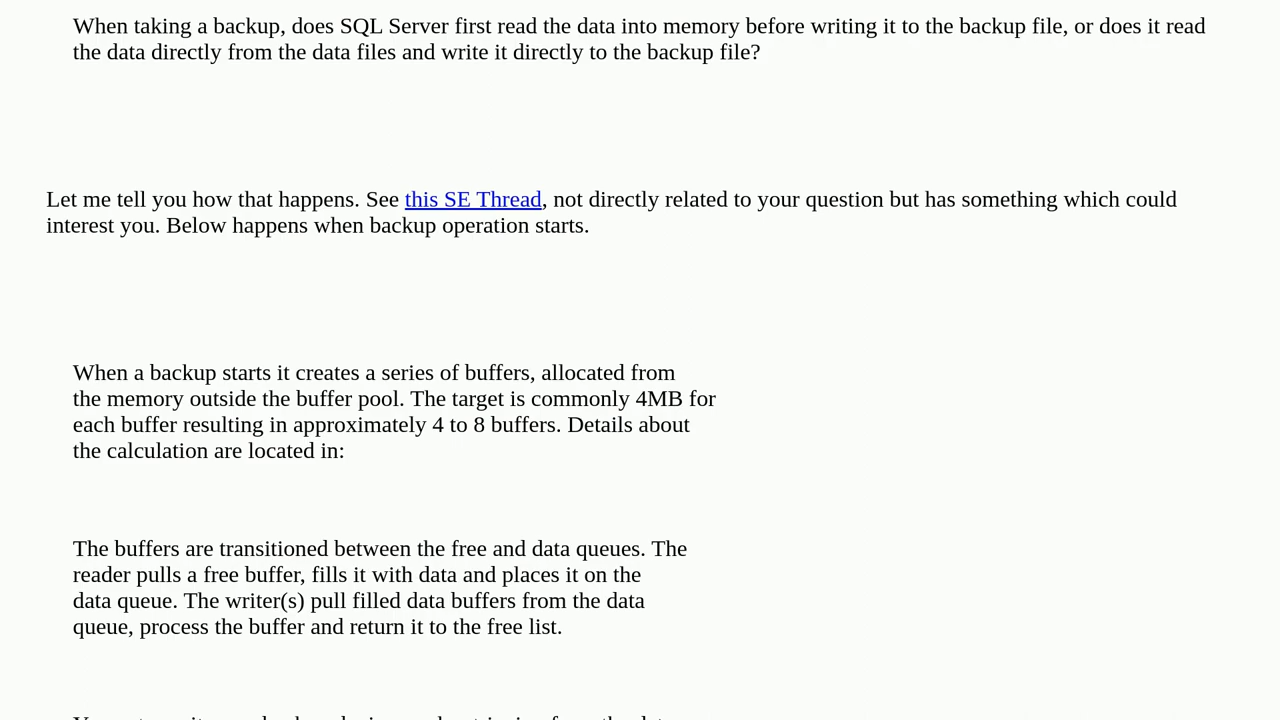 When taking a backup, does SQL Server first read the data into memory before writing it to the backup file, or does it read
the data directly from the data files and write it directly to the backup file?
Let me tell you how that happens. See this SE Thread, not directly related to your question but has something which could
interest you. Below happens when backup operation starts.
When a backup starts it creates a series of buffers, allocated from
the memory outside the buffer pool. The target is commonly 4MB for
each buffer resulting in approximately 4 to 8 buffers. Details about
the calculation are located in:
The buffers are transitioned between the free and data queues. The
reader pulls a free buffer, fills it with data and places it on the
data queue. The writer(s) pull filled data buffers from the data
queue, process the buffer and return it to the free list.